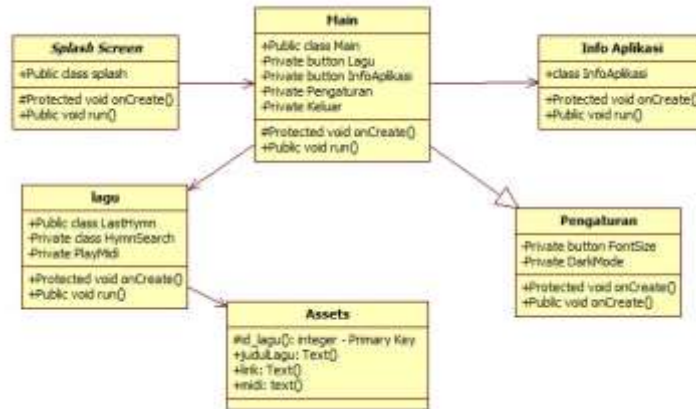 Splash Screen
+Public class splash
#Protected void onCreate()
+Public void run()
Main
+Public class Main
-Private button Lagu
-Private button InfoAplikasi
-Private Pengaturan
-Private Keluer
#Protected void onCreate()
+Public void run()
Info Aplikasi
+class InfoAplikasi
+Protected void onCreate()
+Public void run()
lagu
+Public class LastHymn
-Private class HymnSearch
-Private PlayMidi
+Protected void onCreate()
+Public void run()
Pengaturan
-Private button FontSize
-Private DarkMode
+Protected void onCreate()
+Public void onCreate()
Assets
#id_lagu(): integer - Primary Key
+judulLagu: Text()
+lirik: Text()
+midi: text()